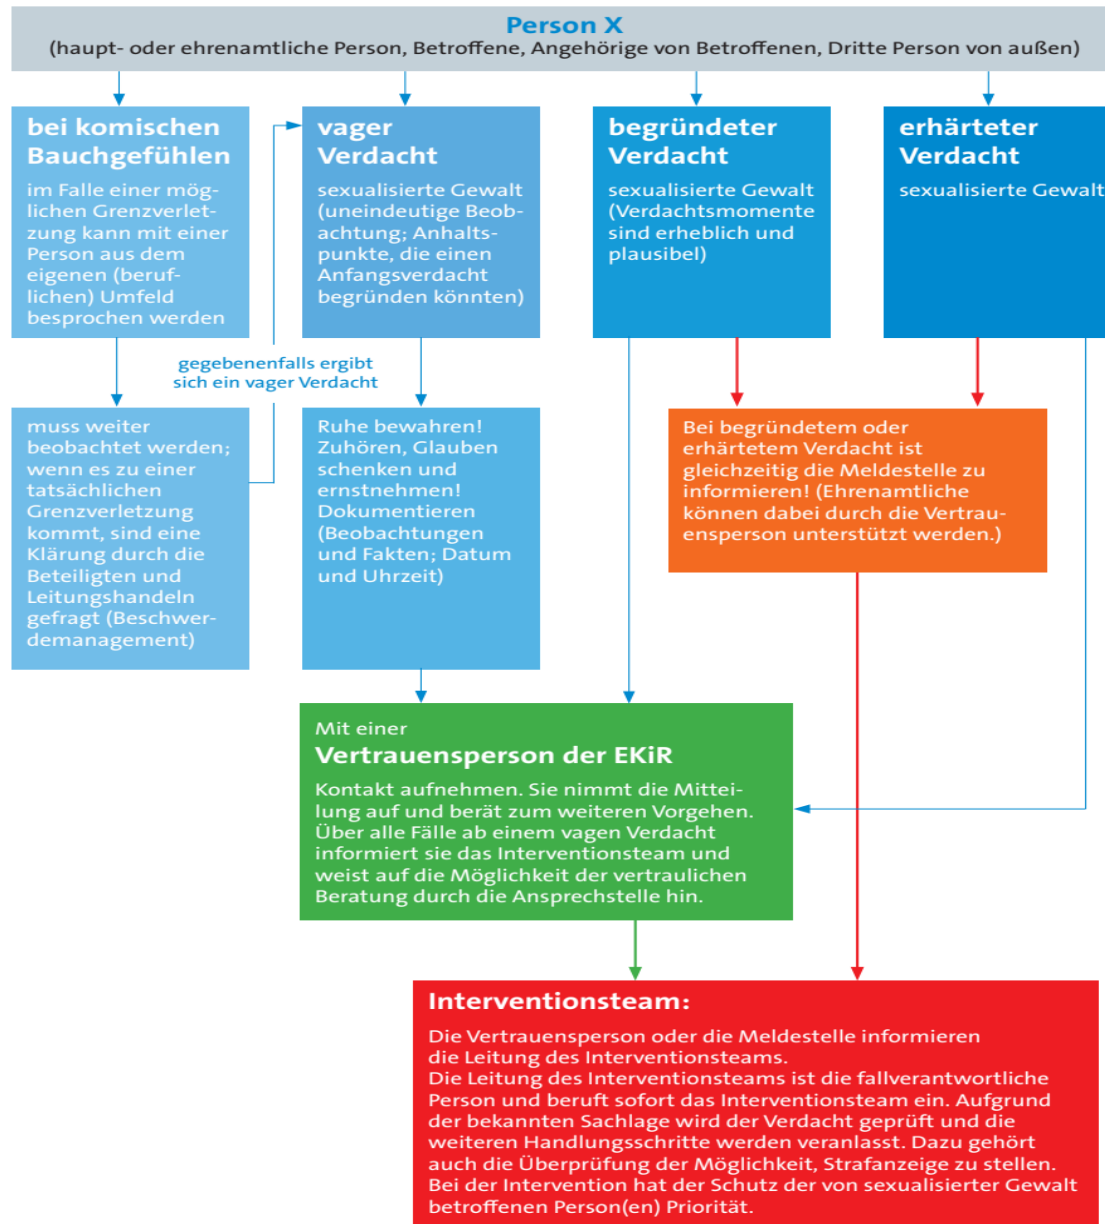 Person X
(haupt- oder ehrenamtliche Person, Betroffene, Angehörige von Betroffenen, Dritte Person von außen)
bei komischen
Bauchgefühlen
im Falle einer mög-
lichen Grenzverlet-
zung kann mit einer
Person aus dem
eigenen (beruf-
lichen) Umfeld
besprochen werden
vager
Verdacht
sexualisierte Gewalt
(uneindeutige Beob-
achtung; Anhalts-
punkte, die einen
Anfangsverdacht
begründen könnten)
begründeter
Verdacht
sexualisierte Gewalt
(Verdachtsmomente
sind erheblich und
plausibel)
erhärteter
Verdacht
sexualisierte Gewalt
gegebenenfalls ergibt
sich ein vager Verdacht
muss weiter
beobachtet werden;
wenn es zu einer
tatsächlichen
Grenzverletzung
kommt, sind eine
Klärung durch die
Beteiligten und
Leitungshandeln
gefragt (Beschwer-
demanagement)
Ruhe bewahren!
Zuhören, Glauben
schenken und
ernstnehmen!
Dokumentieren
(Beobachtungen
und Fakten; Datum
und Uhrzeit)
Bei begründetem oder
erhärtetem Verdacht ist
gleichzeitig die Meldestelle zu
informieren! (Ehrenamtliche
können dabei durch die Vertrau-
ensperson unterstützt werden.)
Mit einer
Vertrauensperson der EKiR
Kontakt aufnehmen. Sie nimmt die Mittei-
lung auf und berät zum weiteren Vorgehen.
Über alle Fälle ab einem vagen Verdacht
informiert sie das Interventionsteam und
weist auf die Möglichkeit der vertraulichen
Beratung durch die Ansprechstelle hin.
Interventionsteam:
Die Vertrauensperson oder die Meldestelle informieren
die Leitung des Interventionsteams.
Die Leitung des Interventionsteams ist die fallverantwortliche
Person und beruft sofort das Interventionsteam ein. Aufgrund
der bekannten Sachlage wird der Verdacht geprüft und die
weiteren Handlungsschritte werden veranlasst. Dazu gehört
auch die Überprüfung der Möglichkeit, Strafanzeige zu stellen.
Bei der Intervention hat der Schutz der von sexualisierter Gewalt
betroffenen Person(en) Priorität.